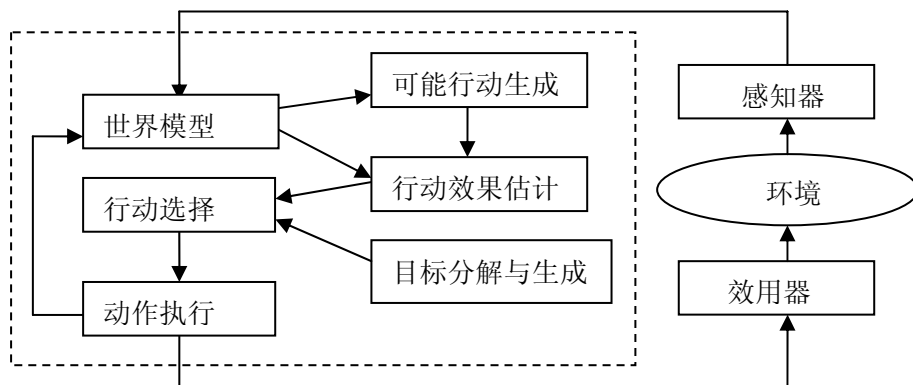 可能行动生成
感知器
世界模型
行动效果估计
环境
行动选择
目标分解与生成
效用器
动作执行